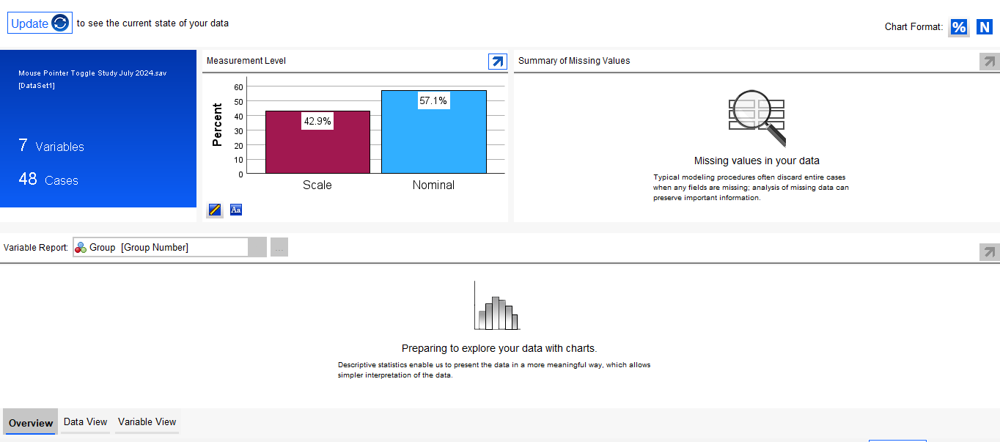 Update to see the current state of your data
Chart Format: % N
Mouse Pointer Toggle Study July 2024.sav
[DataSet1]
7 Variables
48 Cases
Measurement Level
Percent
60
50
40
30
20
10
0
42.9%
57.1%
Scale Nominal
Aa
Summary of Missing Values
Missing values in your data
Typical modeling procedures often discard entire cases
when any fields are missing; analysis of missing data can
preserve important information.
Variable Report: Group [Group Number] ...
Preparing to explore your data with charts.
Descriptive statistics enable us to present the data in a more meaningful way, which allows
simpler interpretation of the data.
Overview Data View Variable View